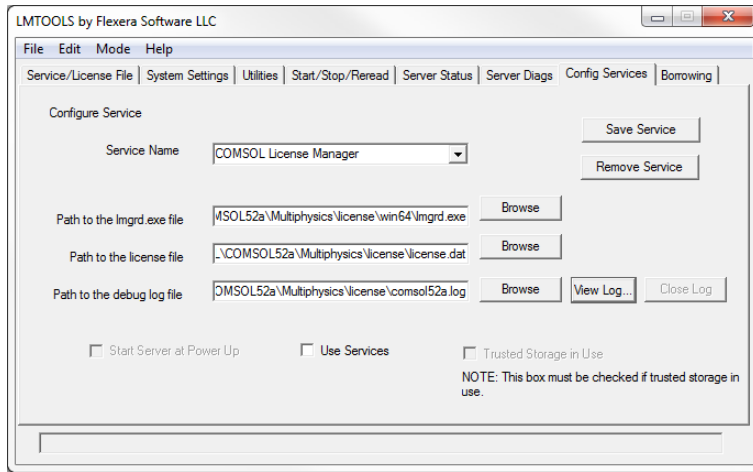 LMTOOLS by Flexera Software LLC
File Edit Mode Help
Service/License File System Settings Utilities Start/Stop/Reread Server Status Server Diags Config Services Borrowing
Configure Service
Save Service
Service Name COMSOL License Manager
Remove Service
Path to the lmgrd.exe file MSOL52a\Multiphysics\license\win64\lmgrd.exe Browse
Path to the license file _\COMSOL52a\Multiphysics\license\license.dat Browse
Path to the debug log file OMSOL52a\Multiphysics\license\comsol52a.log Browse View Log... Close Log
Start Server at Power Up Use Services Trusted Storage in Use
NOTE: This box must be checked if trusted storage in
use.